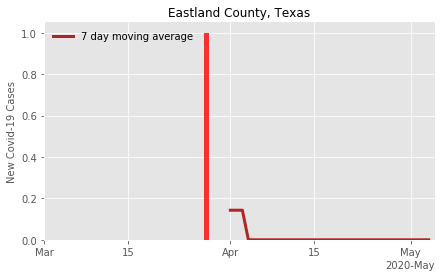 Eastland County, Texas
7 day moving average
New Covid-19 Cases
1.0
0.8
0.6
0.4
0.2
0.0
Mar
15
Apr
15
May
2020-May